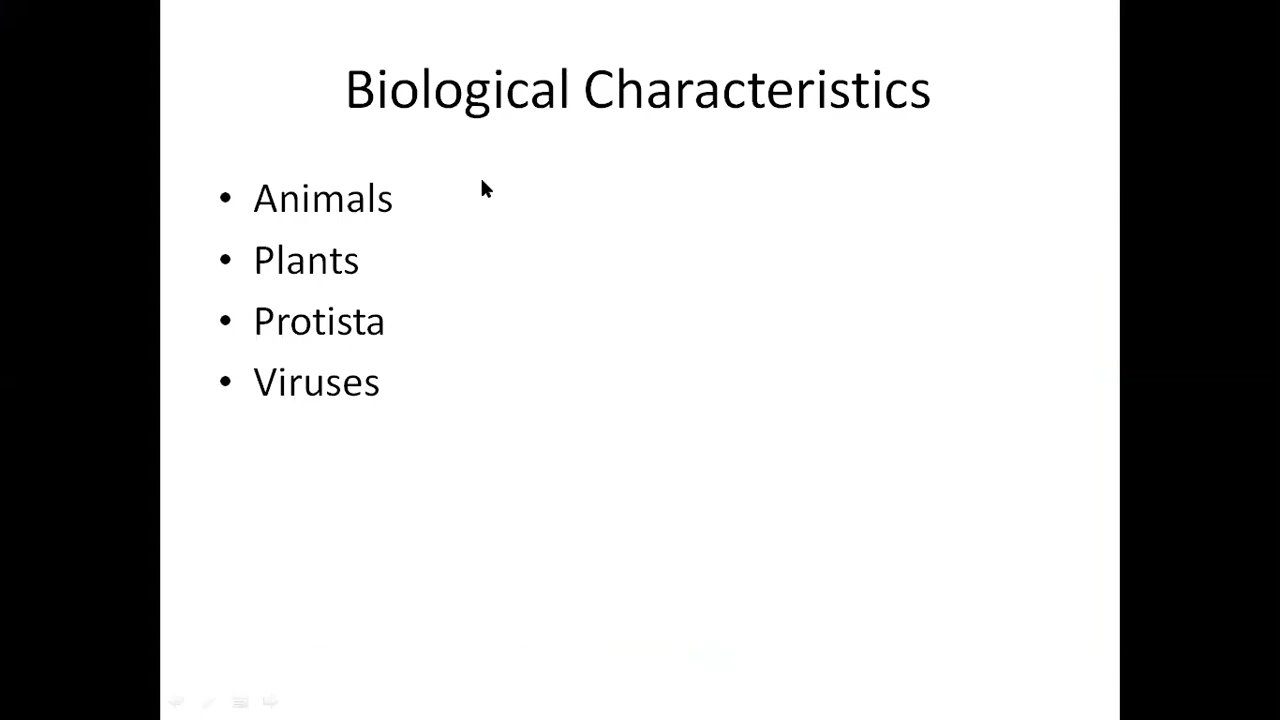 Biological Characteristics
• Animals
• Plants
• Protista
• Viruses